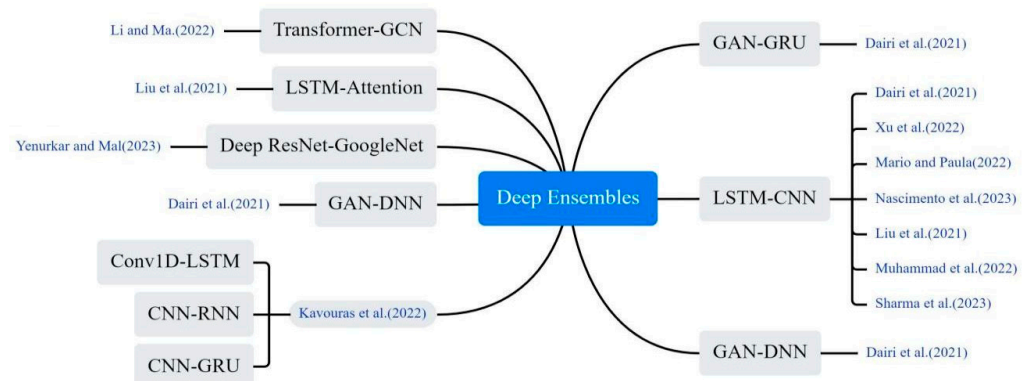 Li and Ma.(2022)
Transformer-GCN
Liu et al.(2021)
LSTM-Attention
Yenurkar and Mal(2023)
Deep ResNet-GoogleNet
Dairi et al.(2021)
GAN-DNN
Conv1D-LSTM
CNN-RNN
CNN-GRU
Kavouras et al.(2022)
Deep Ensembles
GAN-GRU
Dairi et al.(2021)
LSTM-CNN
Dairi et al.(2021)
Xu et al.(2022)
Mario and Paula(2022)
Nascimento et al.(2023)
Liu et al.(2021)
Muhammad et al.(2022)
Sharma et al.(2023)
GAN-DNN
Dairi et al.(2021)